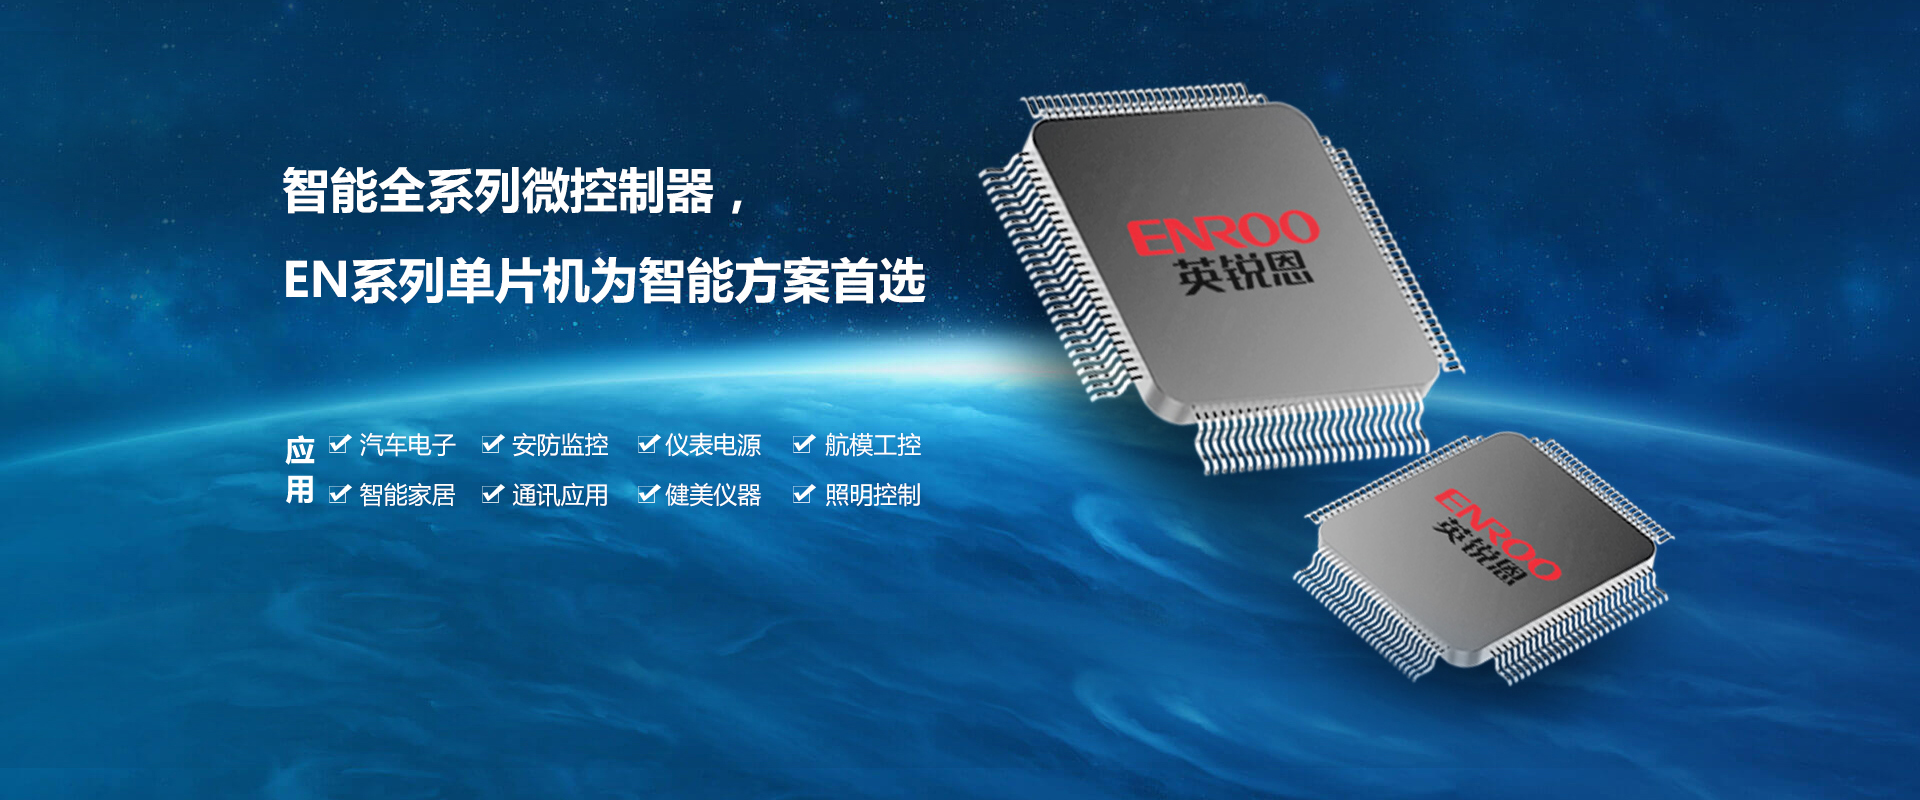 智能全系列微控制器，
EN系列单片机为智能方案首选
应用
汽车电子 安防监控 仪表电源 航模工控
智能家居 通讯应用 健美仪器 照明控制
ENROO
英锐恩
ENROO
英锐恩